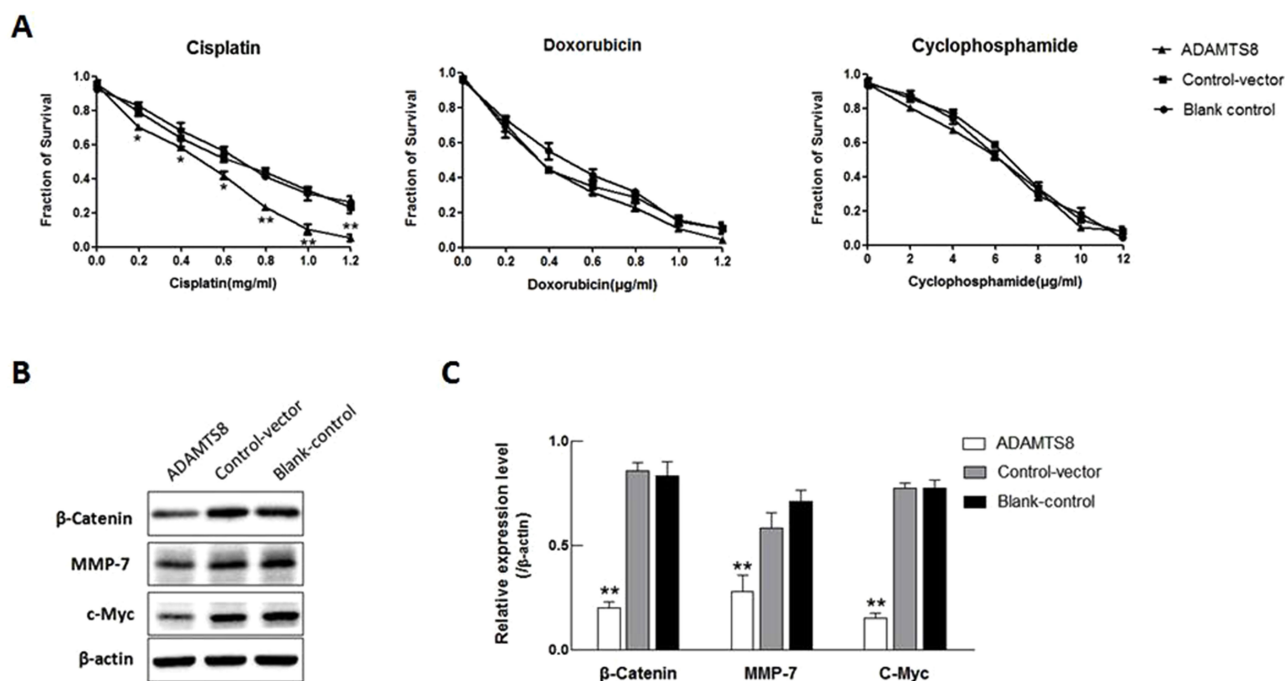 A
Cisplatin
Fraction of Survival
1.0
0.8
0.6
0.4
0.2
0.0
*
*
*
**
**
**
0.0 0.2 0.4 0.6 0.8 1.0 1.2
Cisplatin(mg/ml)
Doxorubicin
Fraction of Survival
1.0
0.8
0.6
0.4
0.2
0.0
0.0 0.2 0.4 0.6 0.8 1.0 1.2
Doxorubicin(μg/ml)
Cyclophosphamide
Fraction of Survival
1.0
0.8
0.6
0.4
0.2
0.0
0 2 4 6 8 10 12
Cyclophosphamide(μg/ml)
ADAMTS8
Control-vector
Blank control
B
ADAMTS8
Control-vector
Blank-control
β-Catenin
MMP-7
c-Myc
β-actin
C
Relative expression level
(/β-actin)
1.0
0.5
0.0
**
**
**
β-Catenin MMP-7 C-Myc
ADAMTS8
Control-vector
Blank-control